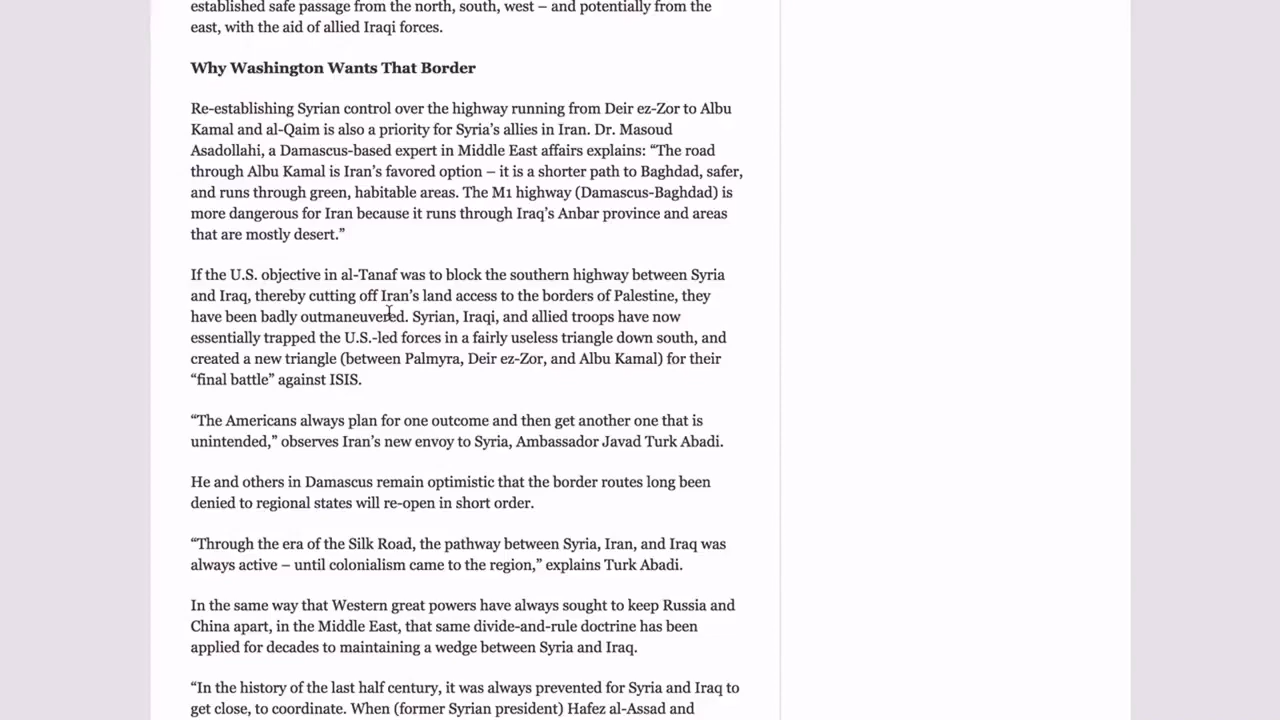 established safe passage from the north, south, west – and potentially from the
east, with the aid of allied Iraqi forces.
Why Washington Wants That Border
Re-establishing Syrian control over the highway running from Deir ez-Zor to Albu
Kamal and al-Qaim is also a priority for Syria’s allies in Iran. Dr. Masoud
Asadollahi, a Damascus-based expert in Middle East affairs explains: “The road
through Albu Kamal is Iran’s favored option – it is a shorter path to Baghdad, safer,
and runs through green, habitable areas. The M1 highway (Damascus-Baghdad) is
more dangerous for Iran because it runs through Iraq’s Anbar province and areas
that are mostly desert.”
If the U.S. objective in al-Tanaf was to block the southern highway between Syria
and Iraq, thereby cutting off Iran’s land access to the borders of Palestine, they
have been badly outmaneuvered. Syrian, Iraqi, and allied troops have now
essentially trapped the U.S.-led forces in a fairly useless triangle down south, and
created a new triangle (between Palmyra, Deir ez-Zor, and Albu Kamal) for their
“final battle” against ISIS.
“The Americans always plan for one outcome and then get another one that is
unintended,” observes Iran’s new envoy to Syria, Ambassador Javad Turk Abadi.
He and others in Damascus remain optimistic that the border routes long been
denied to regional states will re-open in short order.
“Through the era of the Silk Road, the pathway between Syria, Iran, and Iraq was
always active – until colonialism came to the region,” explains Turk Abadi.
In the same way that Western great powers have always sought to keep Russia and
China apart, in the Middle East, that same divide-and-rule doctrine has been
applied for decades to maintaining a wedge between Syria and Iraq.
“In the history of the last half century, it was always prevented for Syria and Iraq to
get close, to coordinate. When (former Syrian president) Hafez al-Assad and